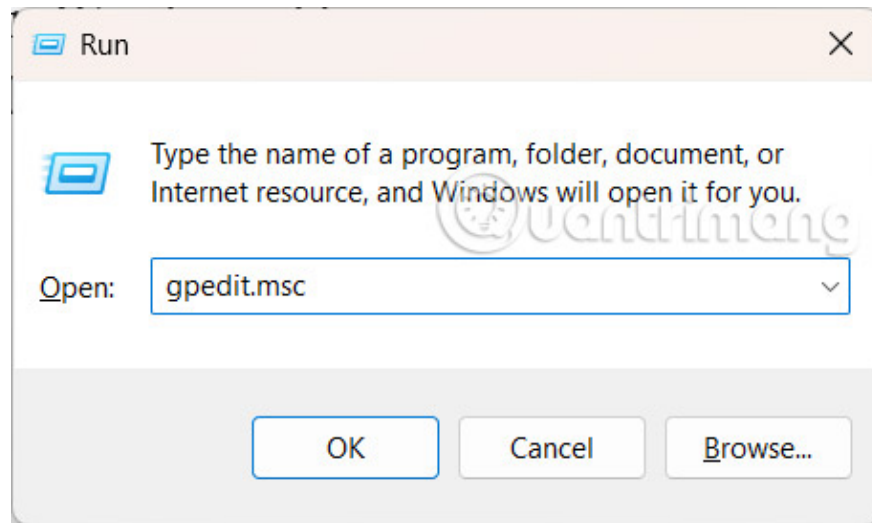 Run
Type the name of a program, folder, document, or
Internet resource, and Windows will open it for you.
Quantrimang
Open:
gpedit.msc
OK
Cancel
Browse...